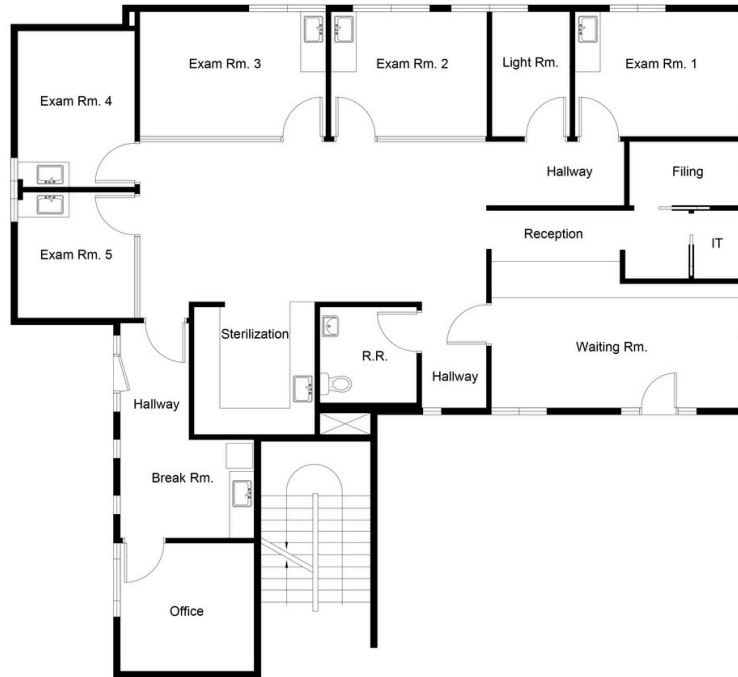 Exam Rm. 3
Exam Rm. 2
Light Rm.
Exam Rm. 1
Exam Rm. 4
Hallway
Filing
Reception
IT
Exam Rm. 5
Sterilization
Waiting Rm.
R.R.
Hallway
Hallway
Break Rm.
Office